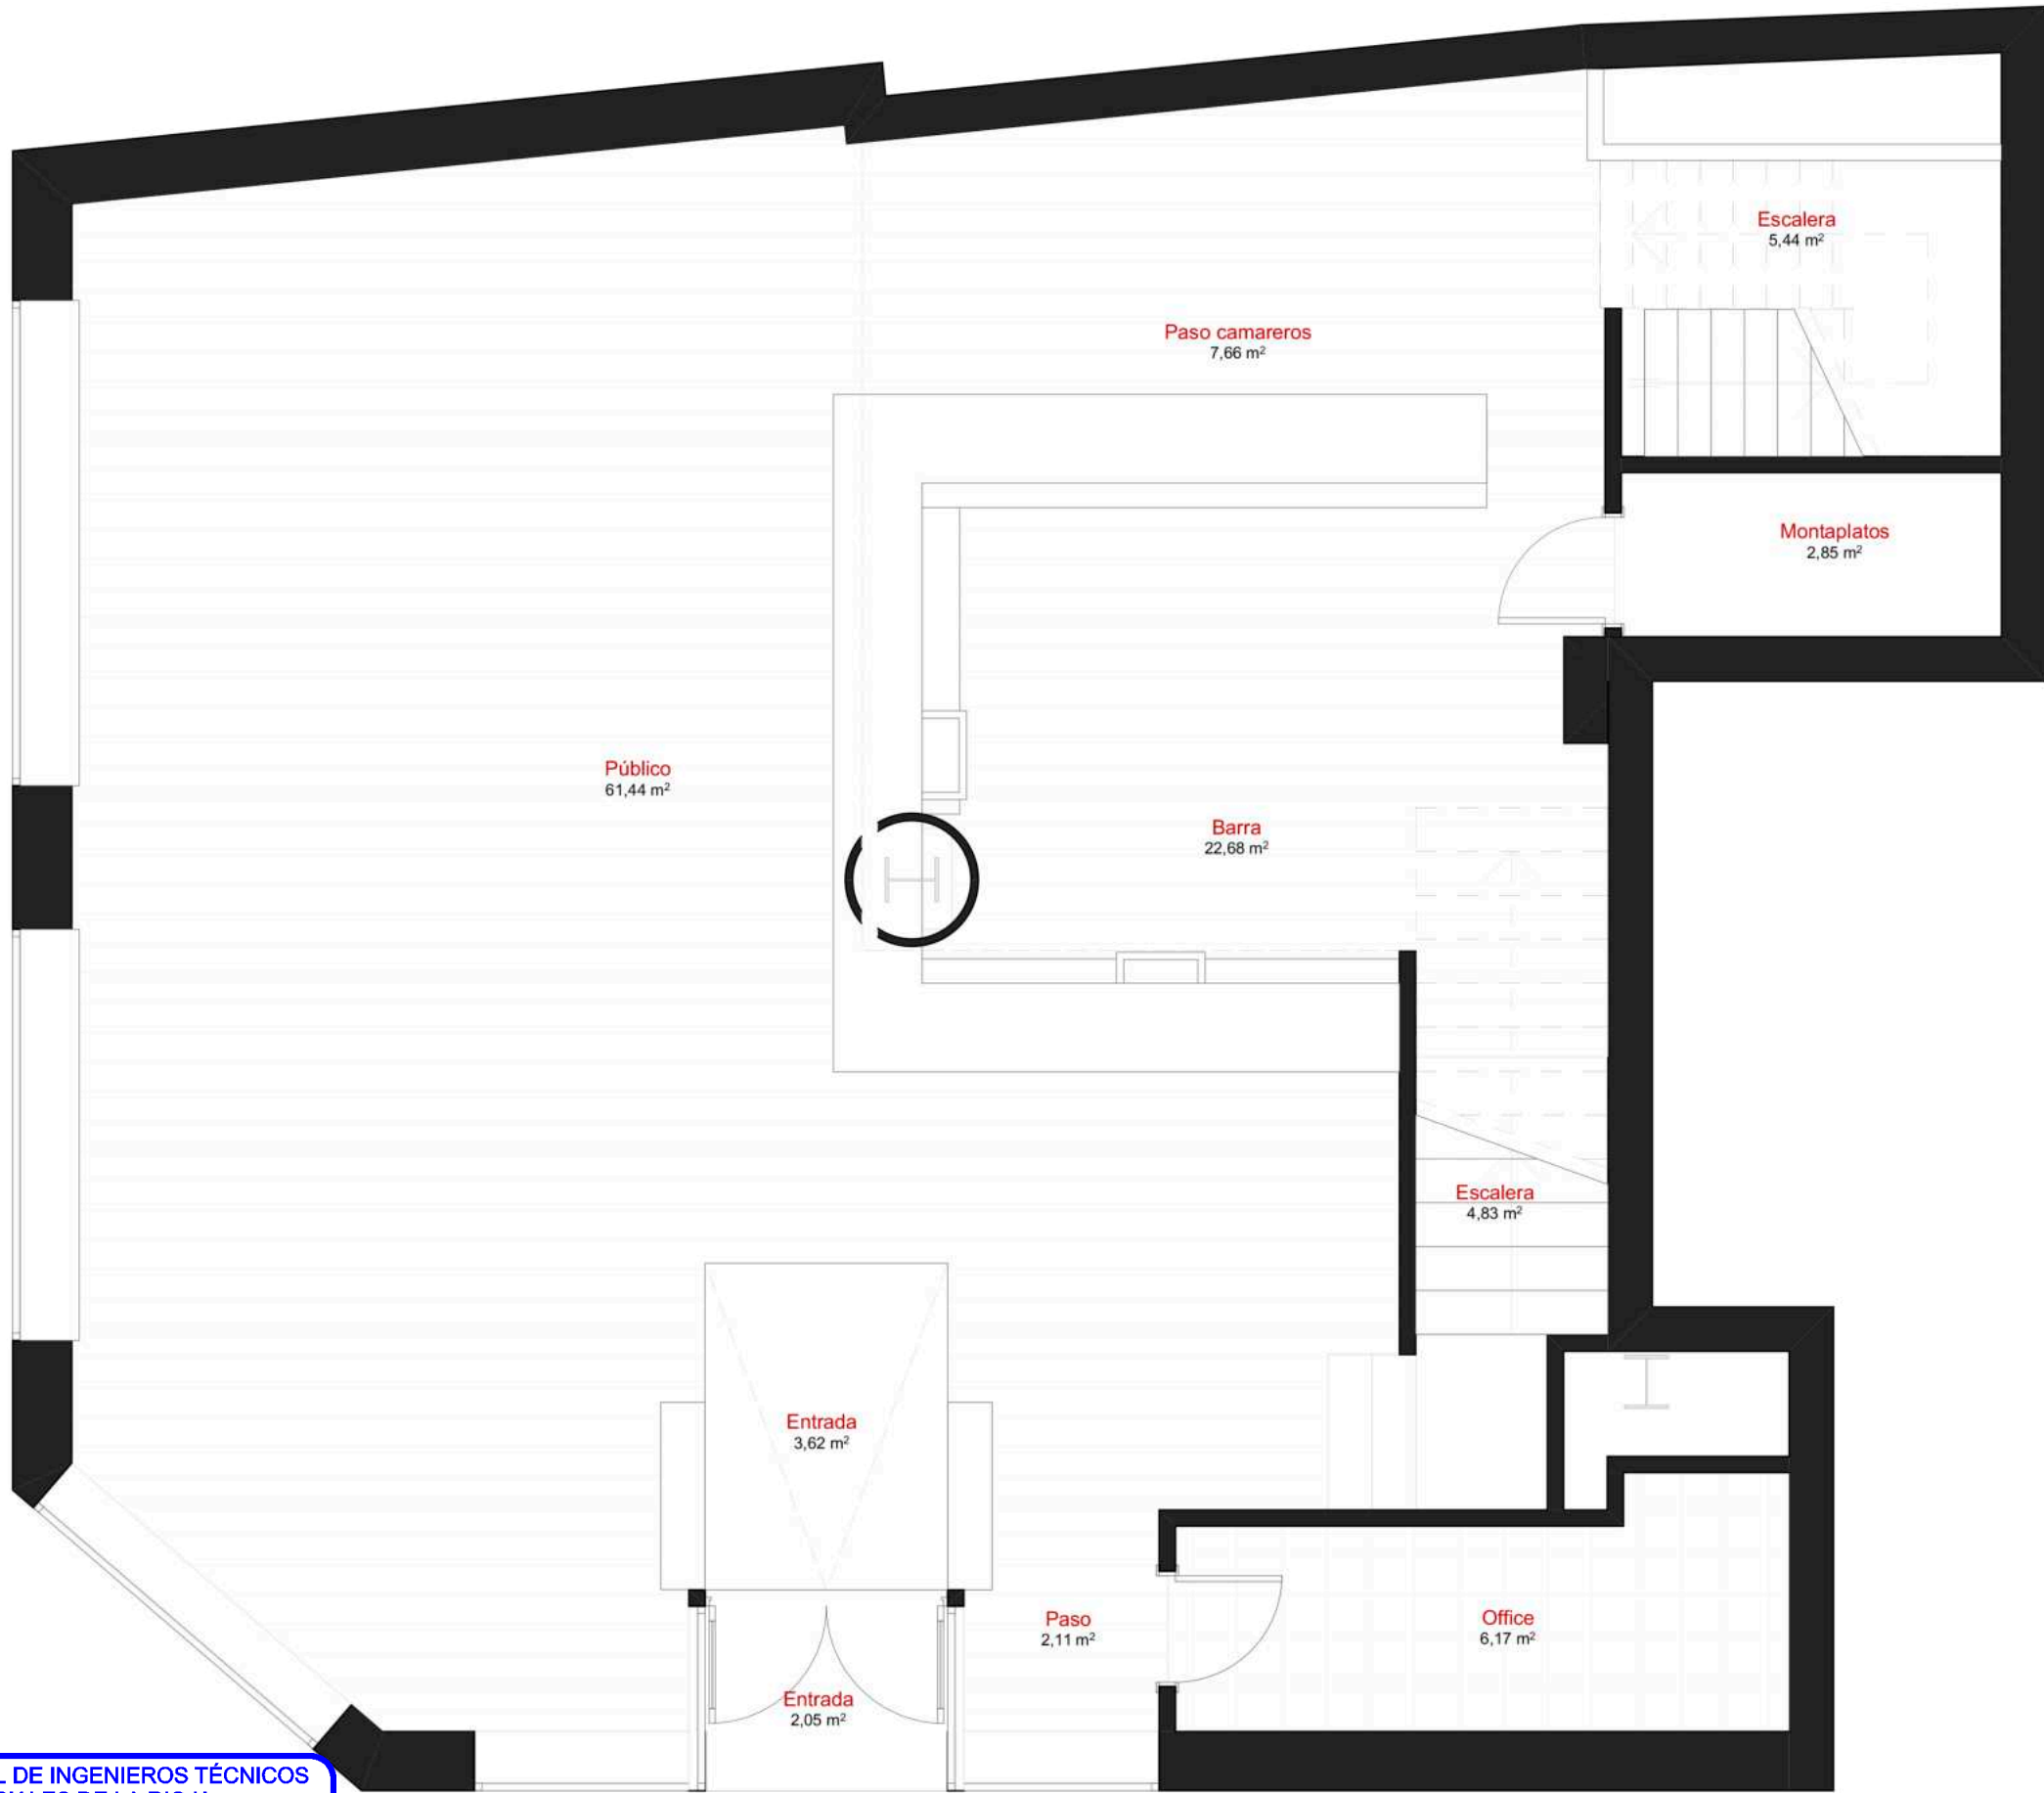 Escalera
5,44 m²
Paso camareros
7,66 m²
Montaplatos
2,85 m²
Público
61,44 m²
Barra
22,68 m²
Escalera
4,83 m²
Entrada
3,62 m²
Paso
2,11 m²
Office
6,17 m²
Entrada
2,05 m²
DE INGENIEROS TÉCNICOS